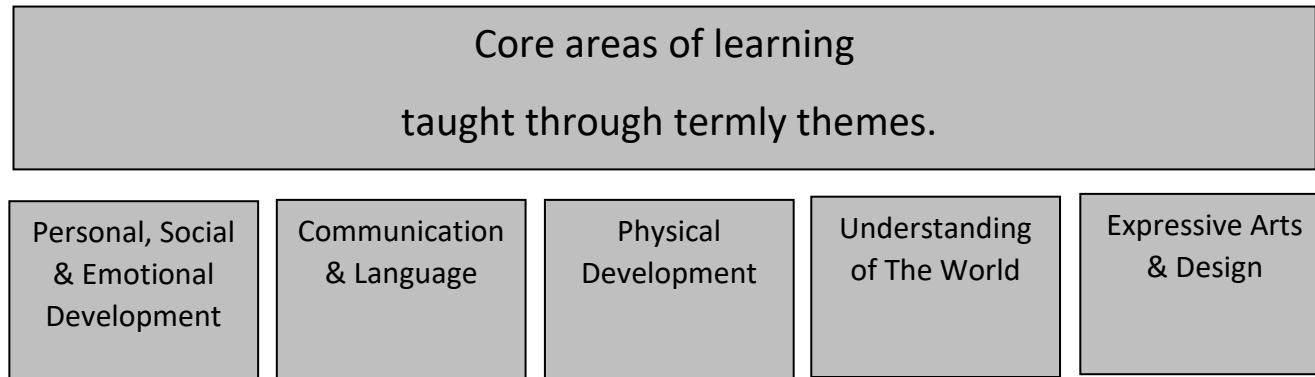 Core areas of learning
taught through termly themes.
Personal, Social
& Emotional
Development
Communication
& Language
Physical
Development
Understanding
of The World
Expressive Arts
& Design